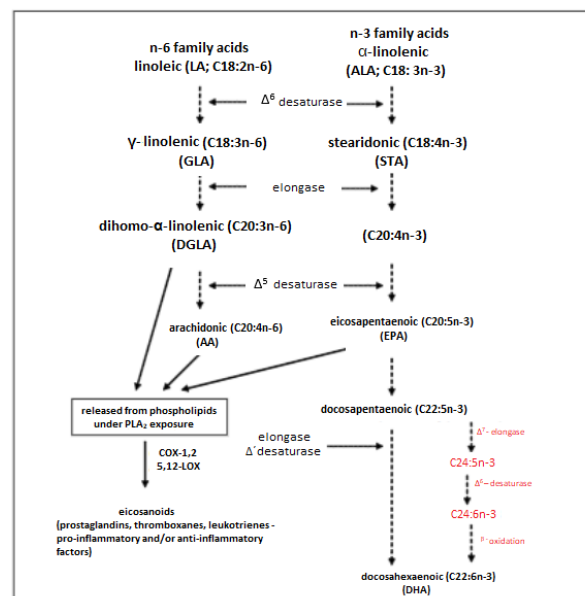 n-6 family acids
linoleic (LA; C18:2n-6)
n-3 family acids
α-linolenic
(ALA; C18: 3n-3)
Δ⁶ desaturase
γ- linolenic (C18:3n-6)
(GLA)
stearidonic (C18:4n-3)
(STA)
elongase
dihomo-α-linolenic (C20:3n-6)
(DGLA)
(C20:4n-3)
Δ⁵ desaturase
arachidonic (C20:4n-6)
(AA)
eicosapentaenoic (C20:5n-3)
(EPA)
released from phospholipids
under PLA₂ exposure
docosapentaenoic (C22:5n-3)
COX-1,2
5,12-LOX
elongase
Δ´desaturase
Δ⁷- elongase
C24:5n-3
Δ⁶– desaturase
C24:6n-3
oxidation
eicosanoids
(prostaglandins, thromboxanes, leukotrienes -
pro-inflammatory and/or anti-inflammatory
factors)
docosahexaenoic (C22:6n-3)
(DHA)